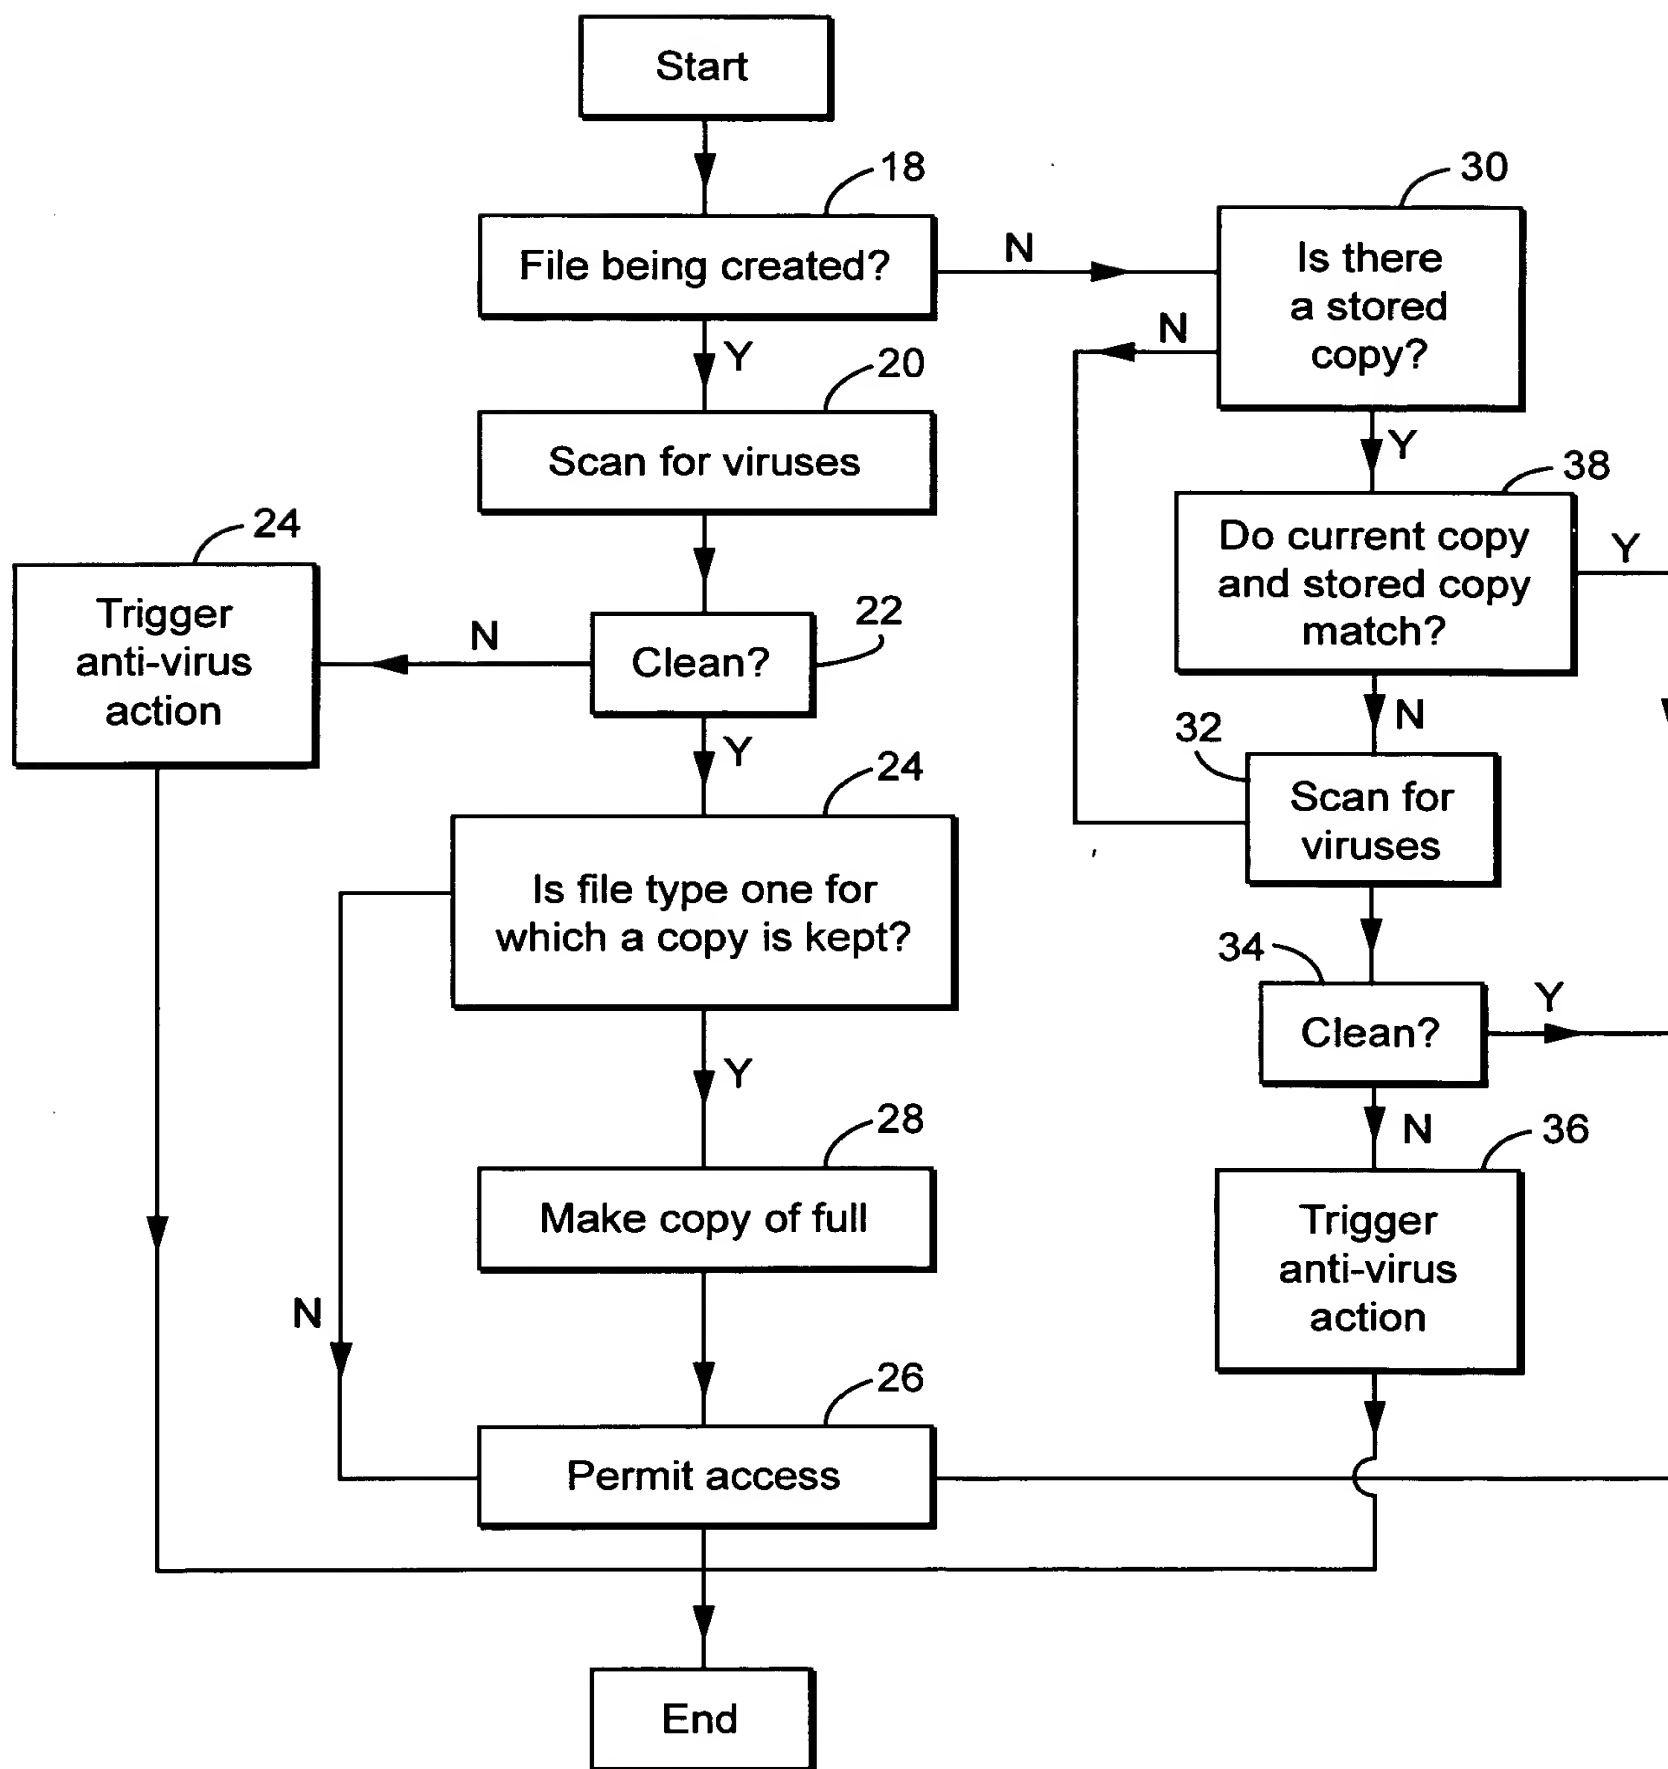 Start
18
File being created?
N
Y
20
Scan for viruses
24
Trigger
anti-virus
action
N
22
Clean?
Y
24
Is file type one for
which a copy is kept?
N
Y
28
Make copy of full
26
Permit access
End
30
Is there
a stored
copy?
N
Y
38
Do current copy
and stored copy
match?
Y
N
32
Scan for
viruses
34
Clean?
Y
N
36
Trigger
anti-virus
action